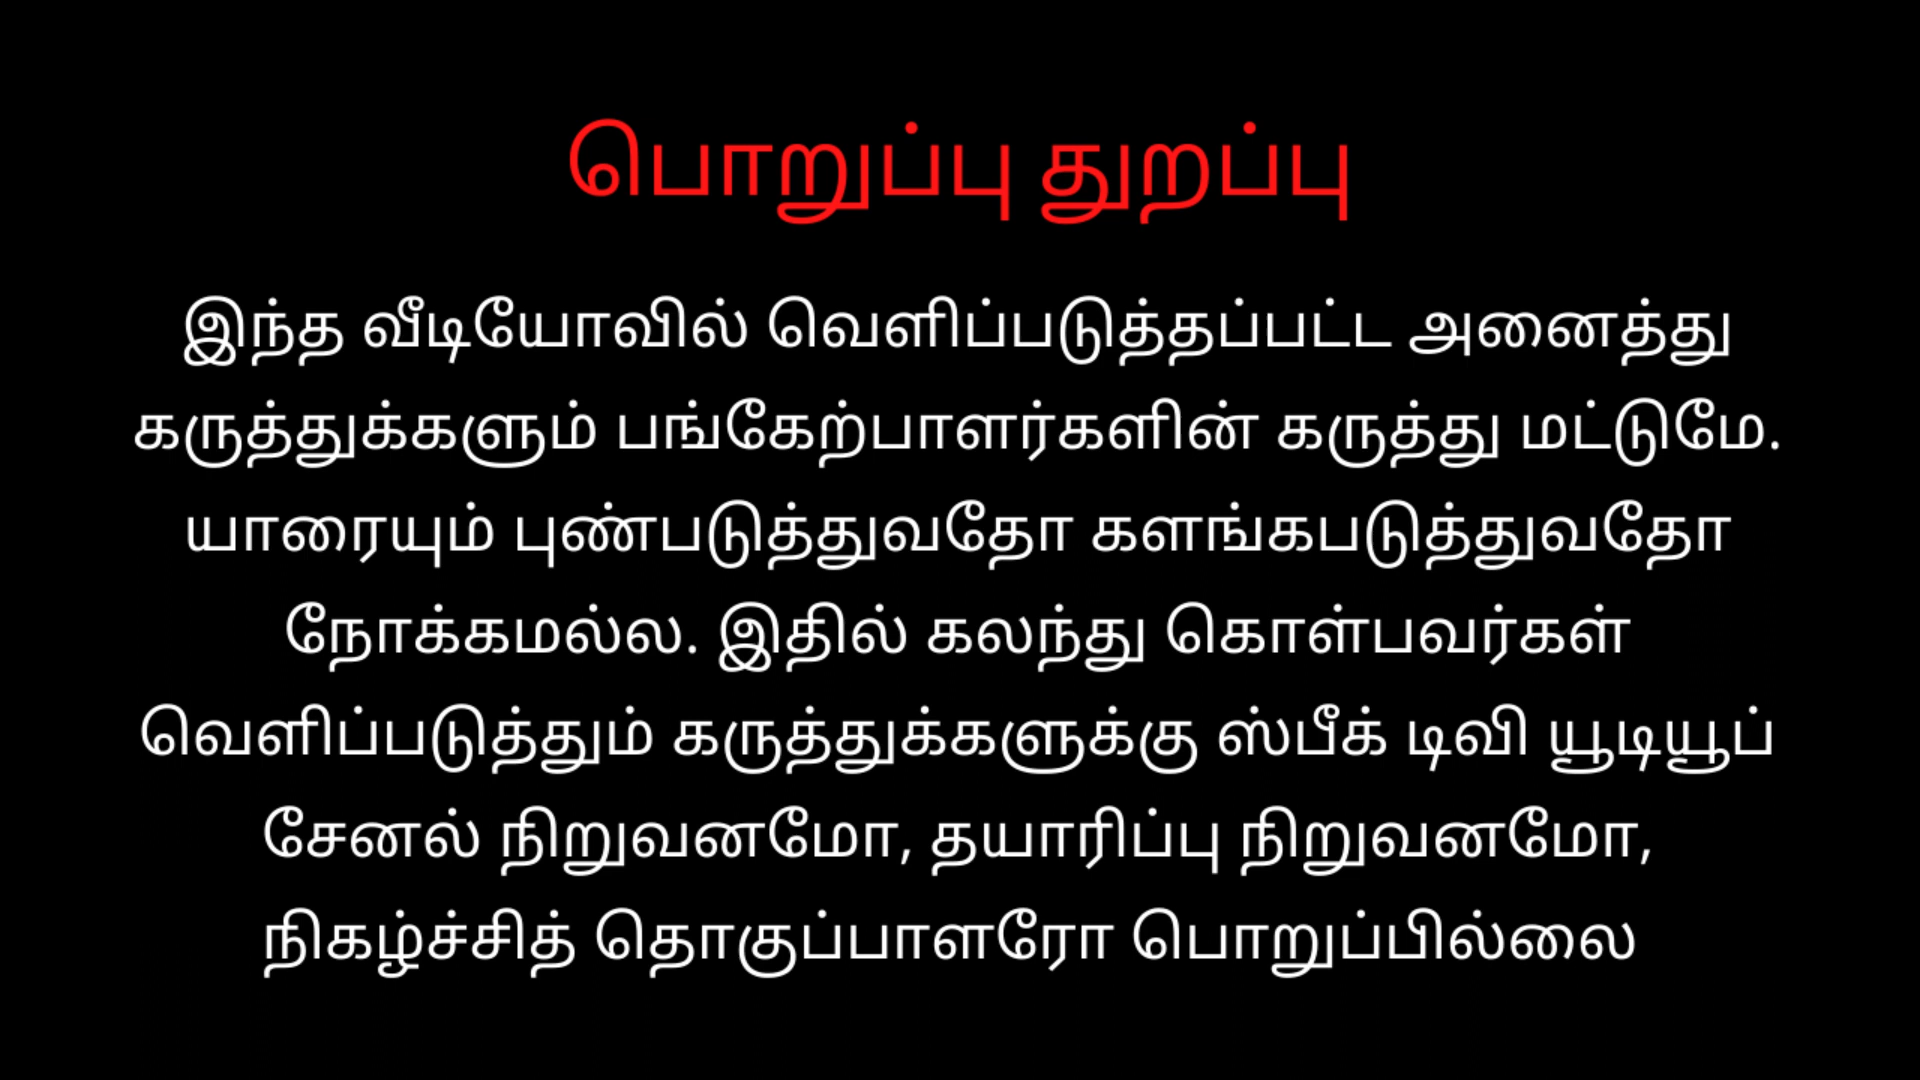 பொறுப்பு துறப்பு
இந்த வீடியோவில் வெளிப்படுத்தப்பட்ட அனைத்து
கருத்துக்களும் பங்கேற்பாளர்களின் கருத்து மட்டுமே.
யாரையும் புண்படுத்துவதோ களங்கபடுத்துவதோ
நோக்கமல்ல. இதில் கலந்து கொள்பவர்கள்
வெளிப்படுத்தும் கருத்துக்களுக்கு ஸ்பீக் டிவி யூடியூப்
சேனல் நிறுவனமோ, தயாரிப்பு நிறுவனமோ,
நிகழ்ச்சித் தொகுப்பாளரோ பொறுப்பில்லை